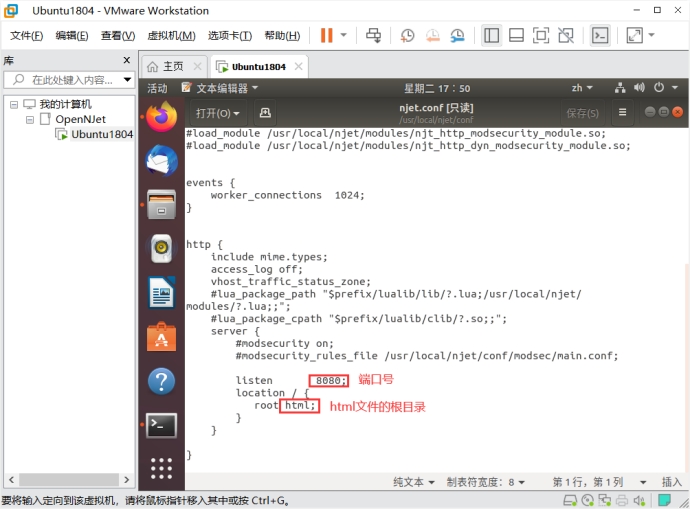 Ubuntu1804 - VMware Workstation
文件(F) 编辑(E) 查看(V) 虚拟机(M) 选项卡(T) 帮助(H)
库
在此处键入内容...
我的计算机
OpenNJet
Ubuntu1804
主页
Ubuntu1804
活动 文本编辑器 星期二 17：50 zh
打开(O) njet.conf [只读] 保存(S)
/usr/local/njet/conf
#load_module /usr/local/njet/modules/njt_http_modsecurity_module.so;
#load_module /usr/local/njet/modules/njt_http_dyn_modsecurity_module.so;
events {
worker_connections 1024;
}
http {
include mime.types;
access_log off;
vhost_traffic_status_zone;
#lua_package_path "$prefix/lualib/lib/?.lua;/usr/local/njet/
modules/?.lua;;";
#lua_package_cpath "$prefix/lualib/clib/?.so;;";
server {
#modsecurity on;
#modsecurity_rules_file /usr/local/njet/conf/modsec/main.conf;
listen 8080; 端口号
location / {
root html; html文件的根目录
}
}
}
纯文本 制表符宽度：8 第 1 行，第 1 列 插入
要将输入定向到该虚拟机，请将鼠标指针移入其中或按 Ctrl+G。